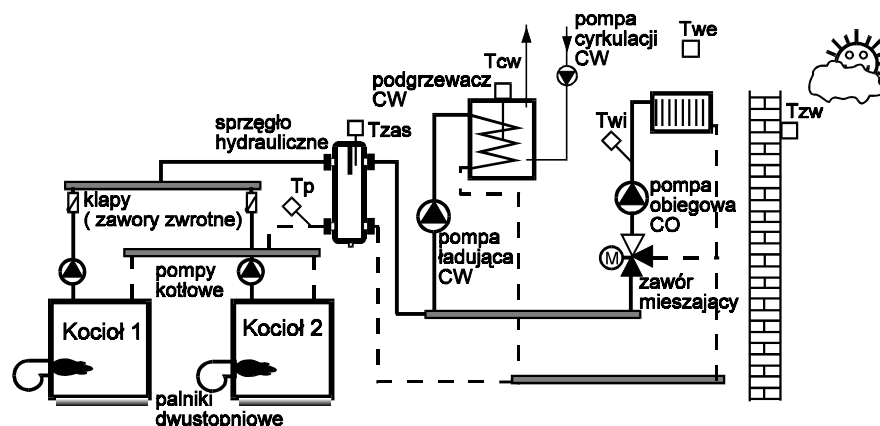 pompa
cyrkulacji
CW
Twe
Tcw
podgrzewacz
CW
Tzw
sprzęgło
hydrauliczne
Tzas
Twi
Tp
klapy
( zawory zwrotne)
pompa
obiegowa
CO
pompa
ładująca
CW
M
pompy
kotłowe
zawór
mieszający
Kocioł 1
Kocioł 2
palniki
dwustopniowe